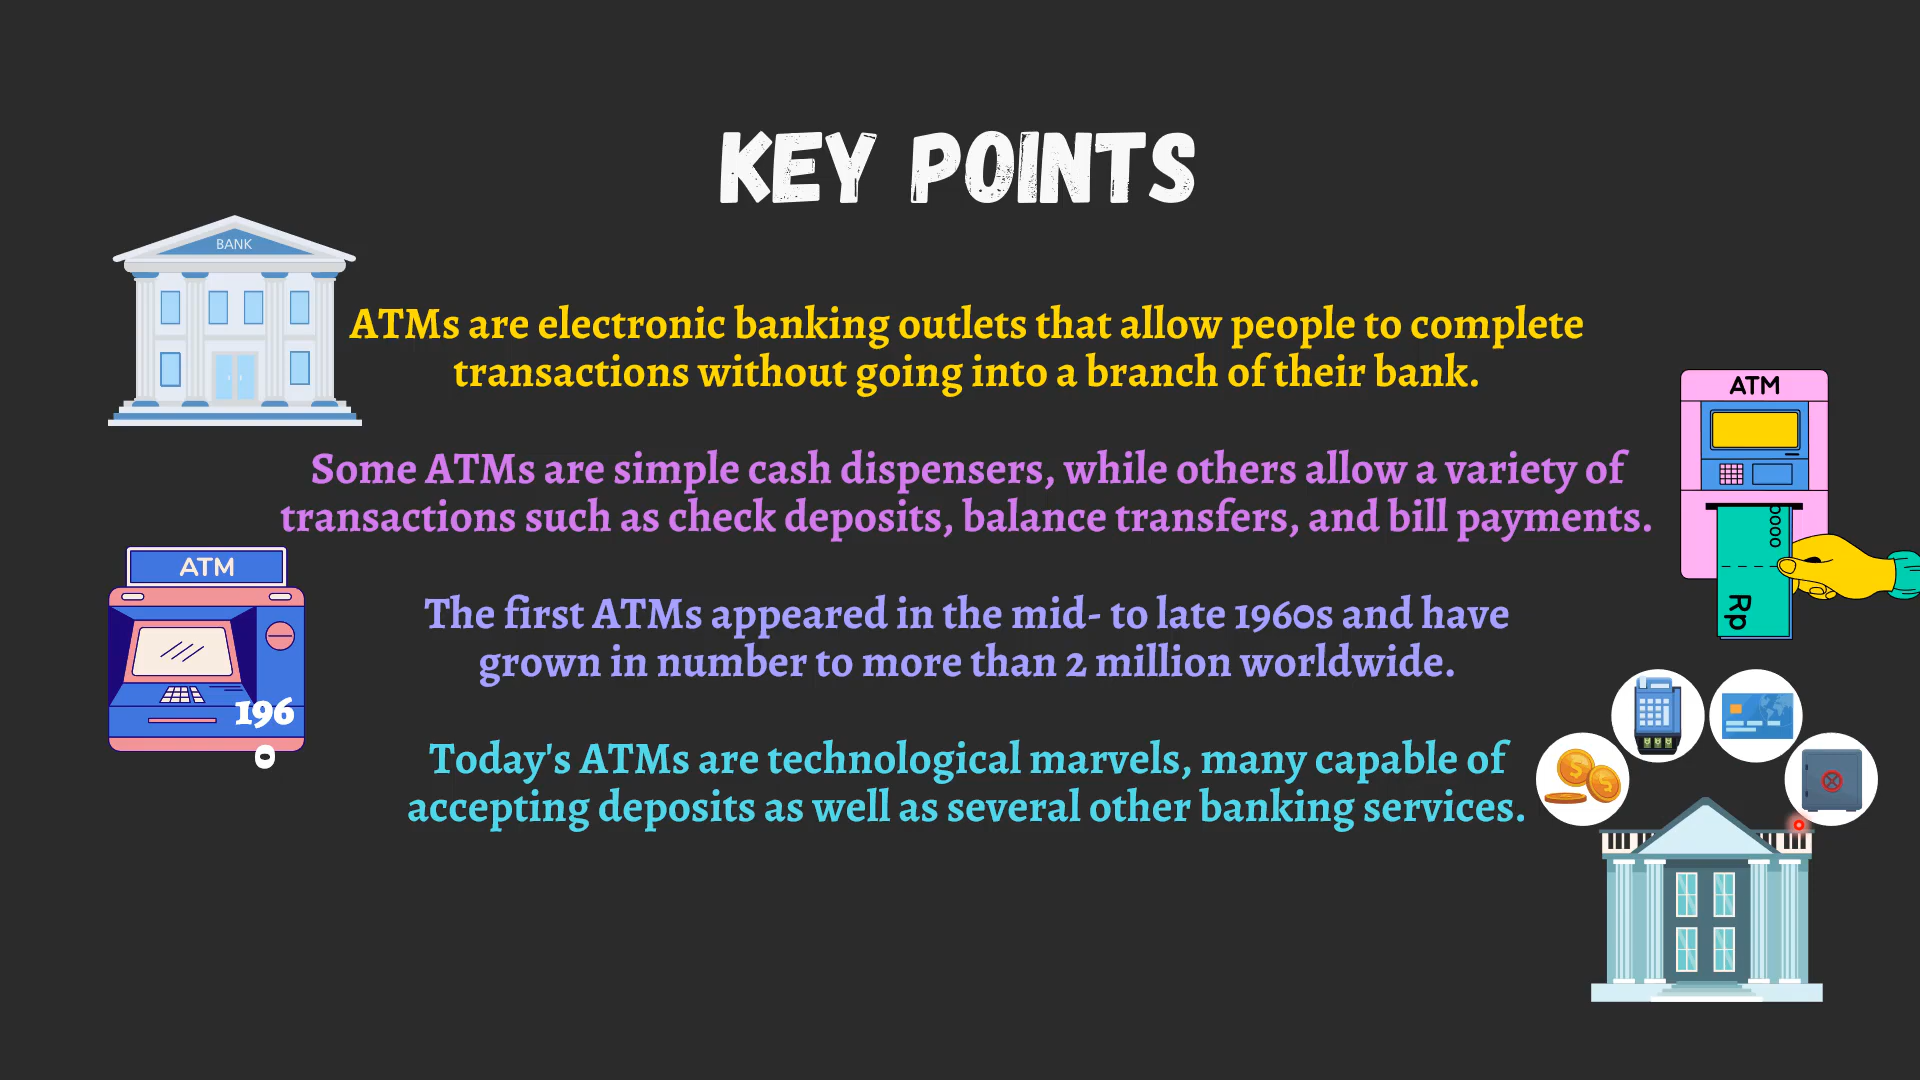 KEY POINTS
BANK
ATMs are electronic banking outlets that allow people to complete
transactions without going into a branch of their bank.
ATM
Some ATMs are simple cash dispensers, while others allow a variety of
transactions such as check deposits, balance transfers, and bill payments.
0000
Rp
ATM
196
0
The first ATMs appeared in the mid- to late 1960s and have
grown in number to more than 2 million worldwide.
Today's ATMs are technological marvels, many capable of
accepting deposits as well as several other banking services.